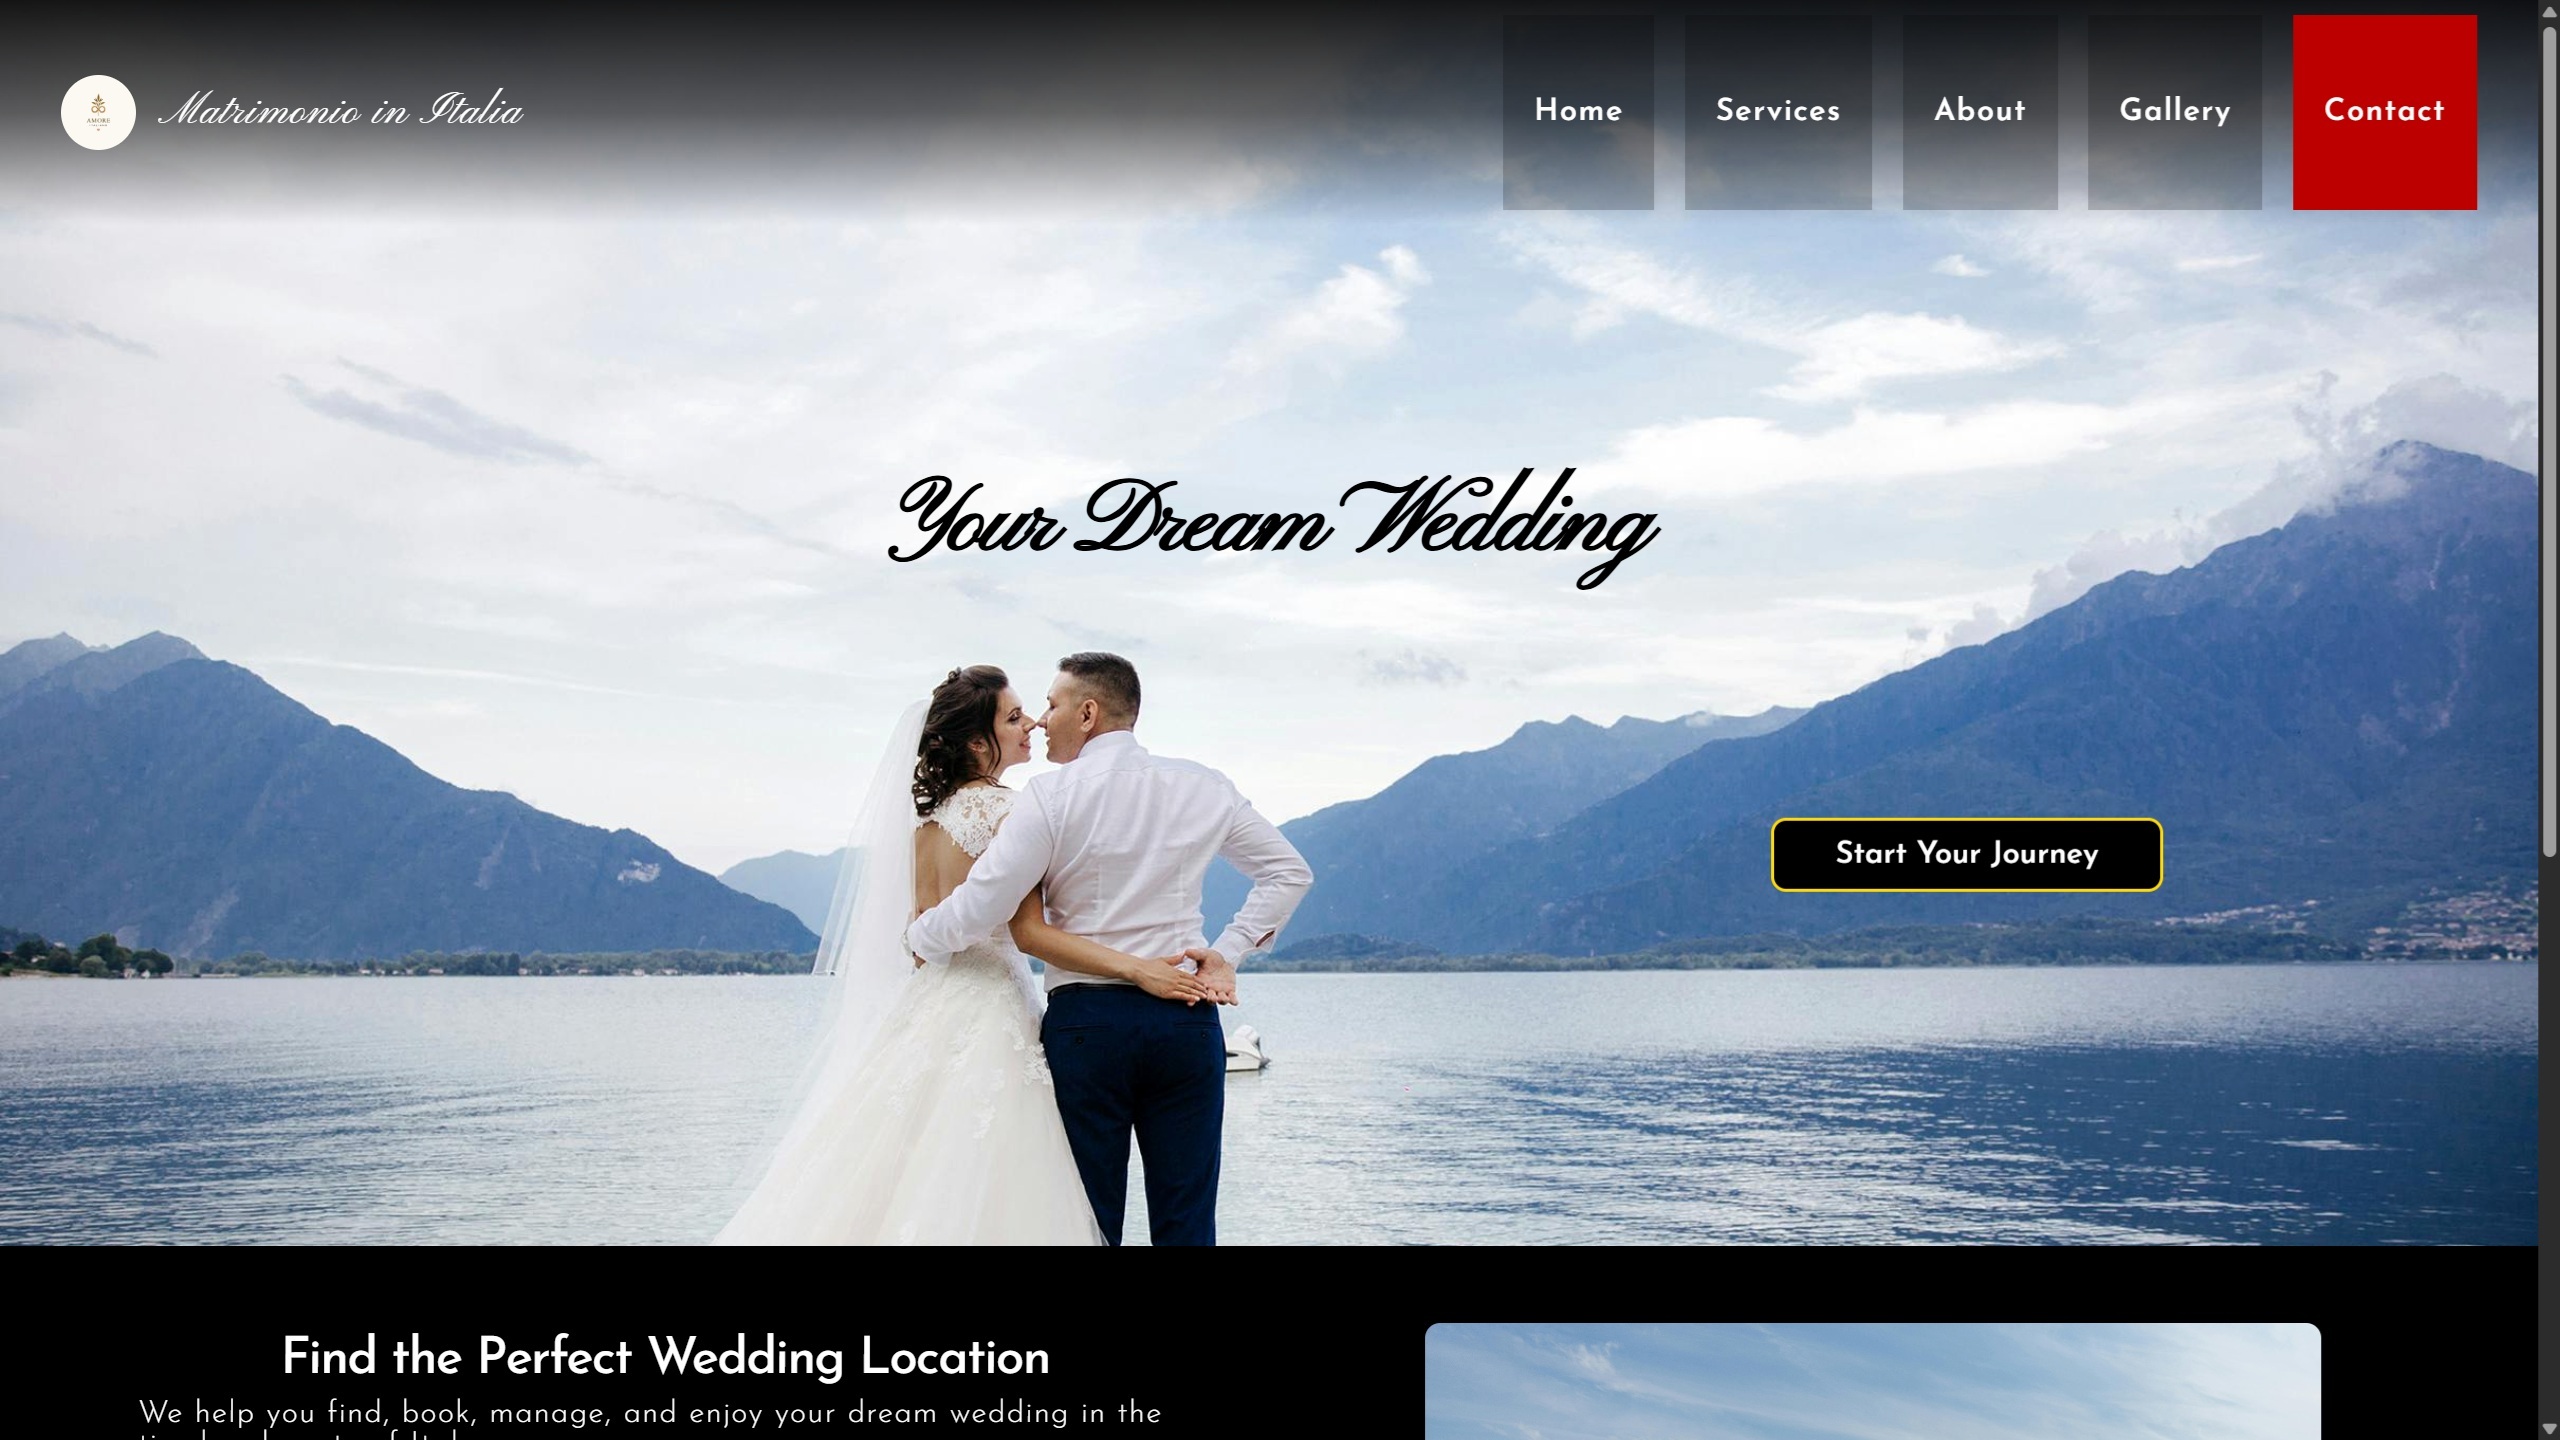 AMORE
Matrimonio in Italia
Home
Services
About
Gallery
Contact
Your Dream Wedding
Start Your Journey
Find the Perfect Wedding Location
We help you find, book, manage, and enjoy your dream wedding in the